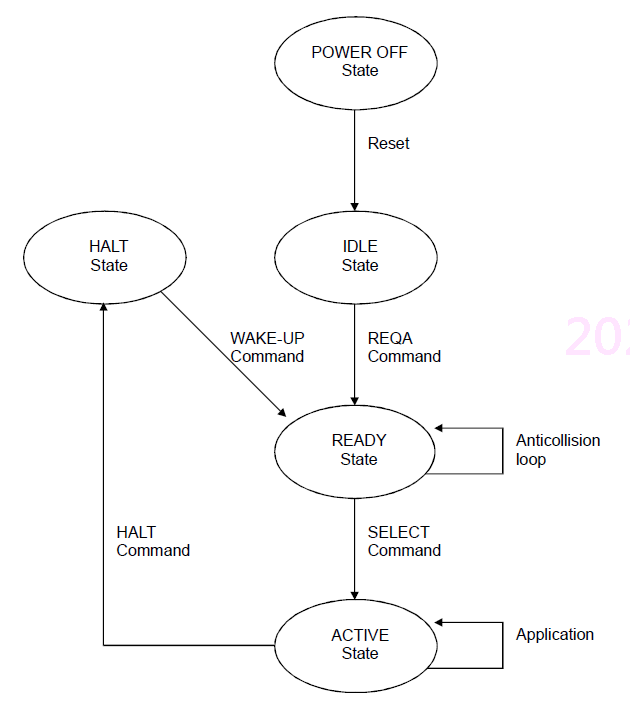 POWER OFF
State
Reset
HALT
State
IDLE
State
WAKE-UP
Command
REQA
Command
READY
State
Anticollision
loop
HALT
Command
SELECT
Command
ACTIVE
State
Application